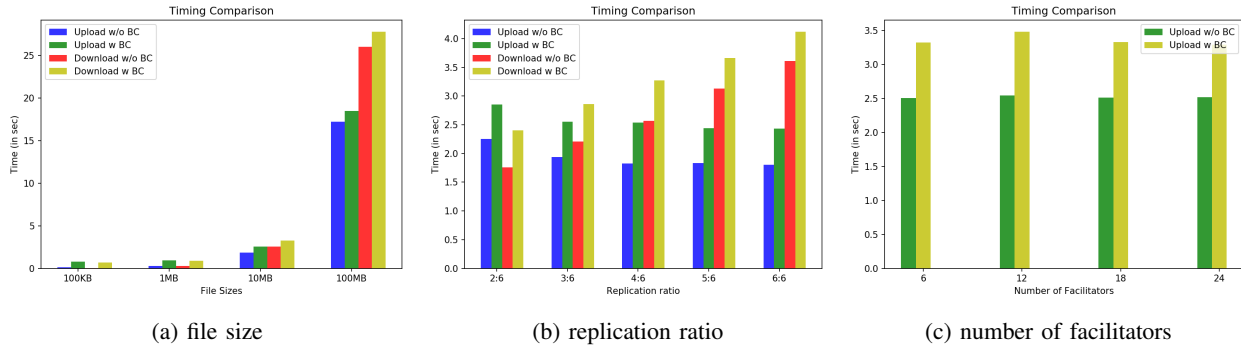 Timing Comparison
Upload w/o BC
Upload w BC
Download w/o BC
Download w BC
Time (in sec)
25
20
15
10
5
0
100KB
1MB
10MB
100MB
File Sizes
(a) file size
Timing Comparison
Upload w/o BC
Upload w BC
Download w/o BC
Download w BC
Time (in sec)
4.0
3.5
3.0
2.5
2.0
1.5
1.0
0.5
0.0
2:6
3:6
4:6
5:6
6:6
Replication ratio
(b) replication ratio
Timing Comparison
Upload w/o BC
Upload w BC
Time (in sec)
3.5
3.0
2.5
2.0
1.5
1.0
0.5
0.0
6
12
18
24
Number of Facilitators
(c) number of facilitators